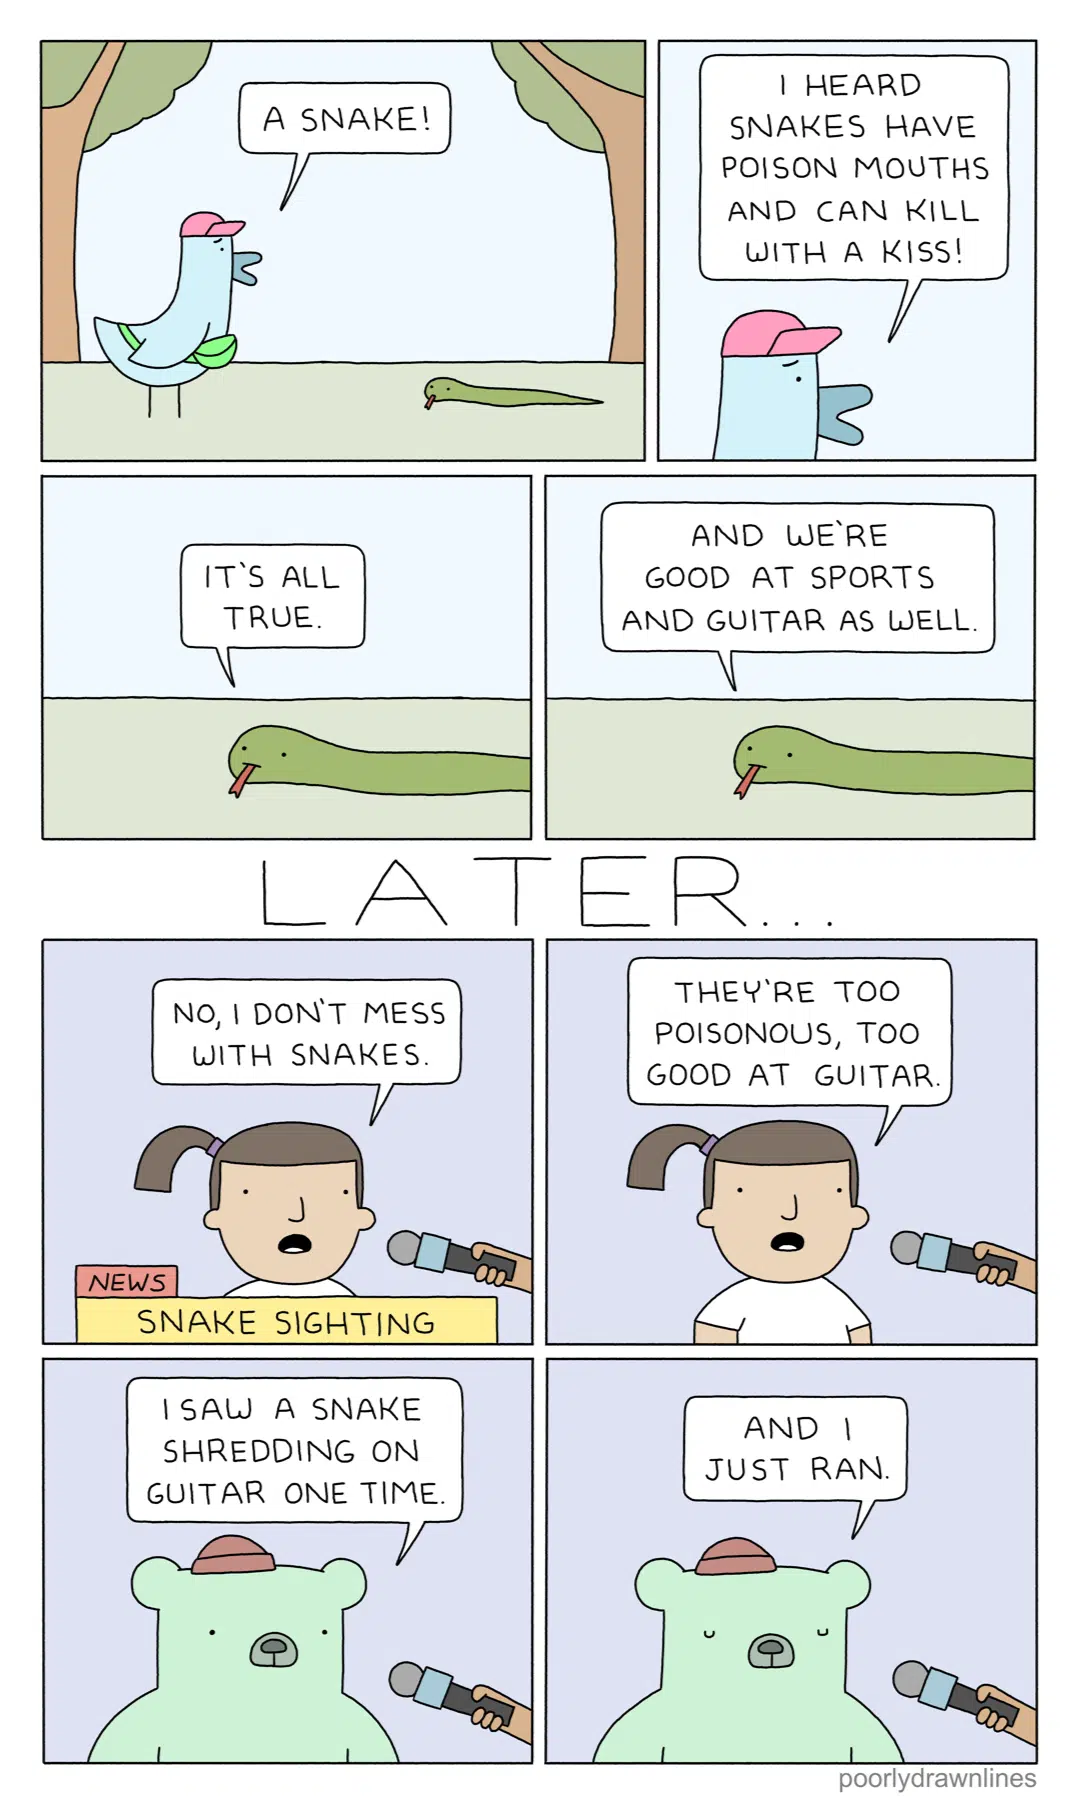 A SNAKE!
I HEARD
SNAKES HAVE
POISON MOUTHS
AND CAN KILL
WITH A KISS!
IT'S ALL
TRUE.
AND WE'RE
GOOD AT SPORTS
AND GUITAR AS WELL.
LATER...
NO, I DON'T MESS
WITH SNAKES.
NEWS
SNAKE SIGHTING
THEY'RE TOO
POISONOUS, TOO
GOOD AT GUITAR.
I SAW A SNAKE
SHREDDING ON
GUITAR ONE TIME.
AND I
JUST RAN.
poorlydrawnlines